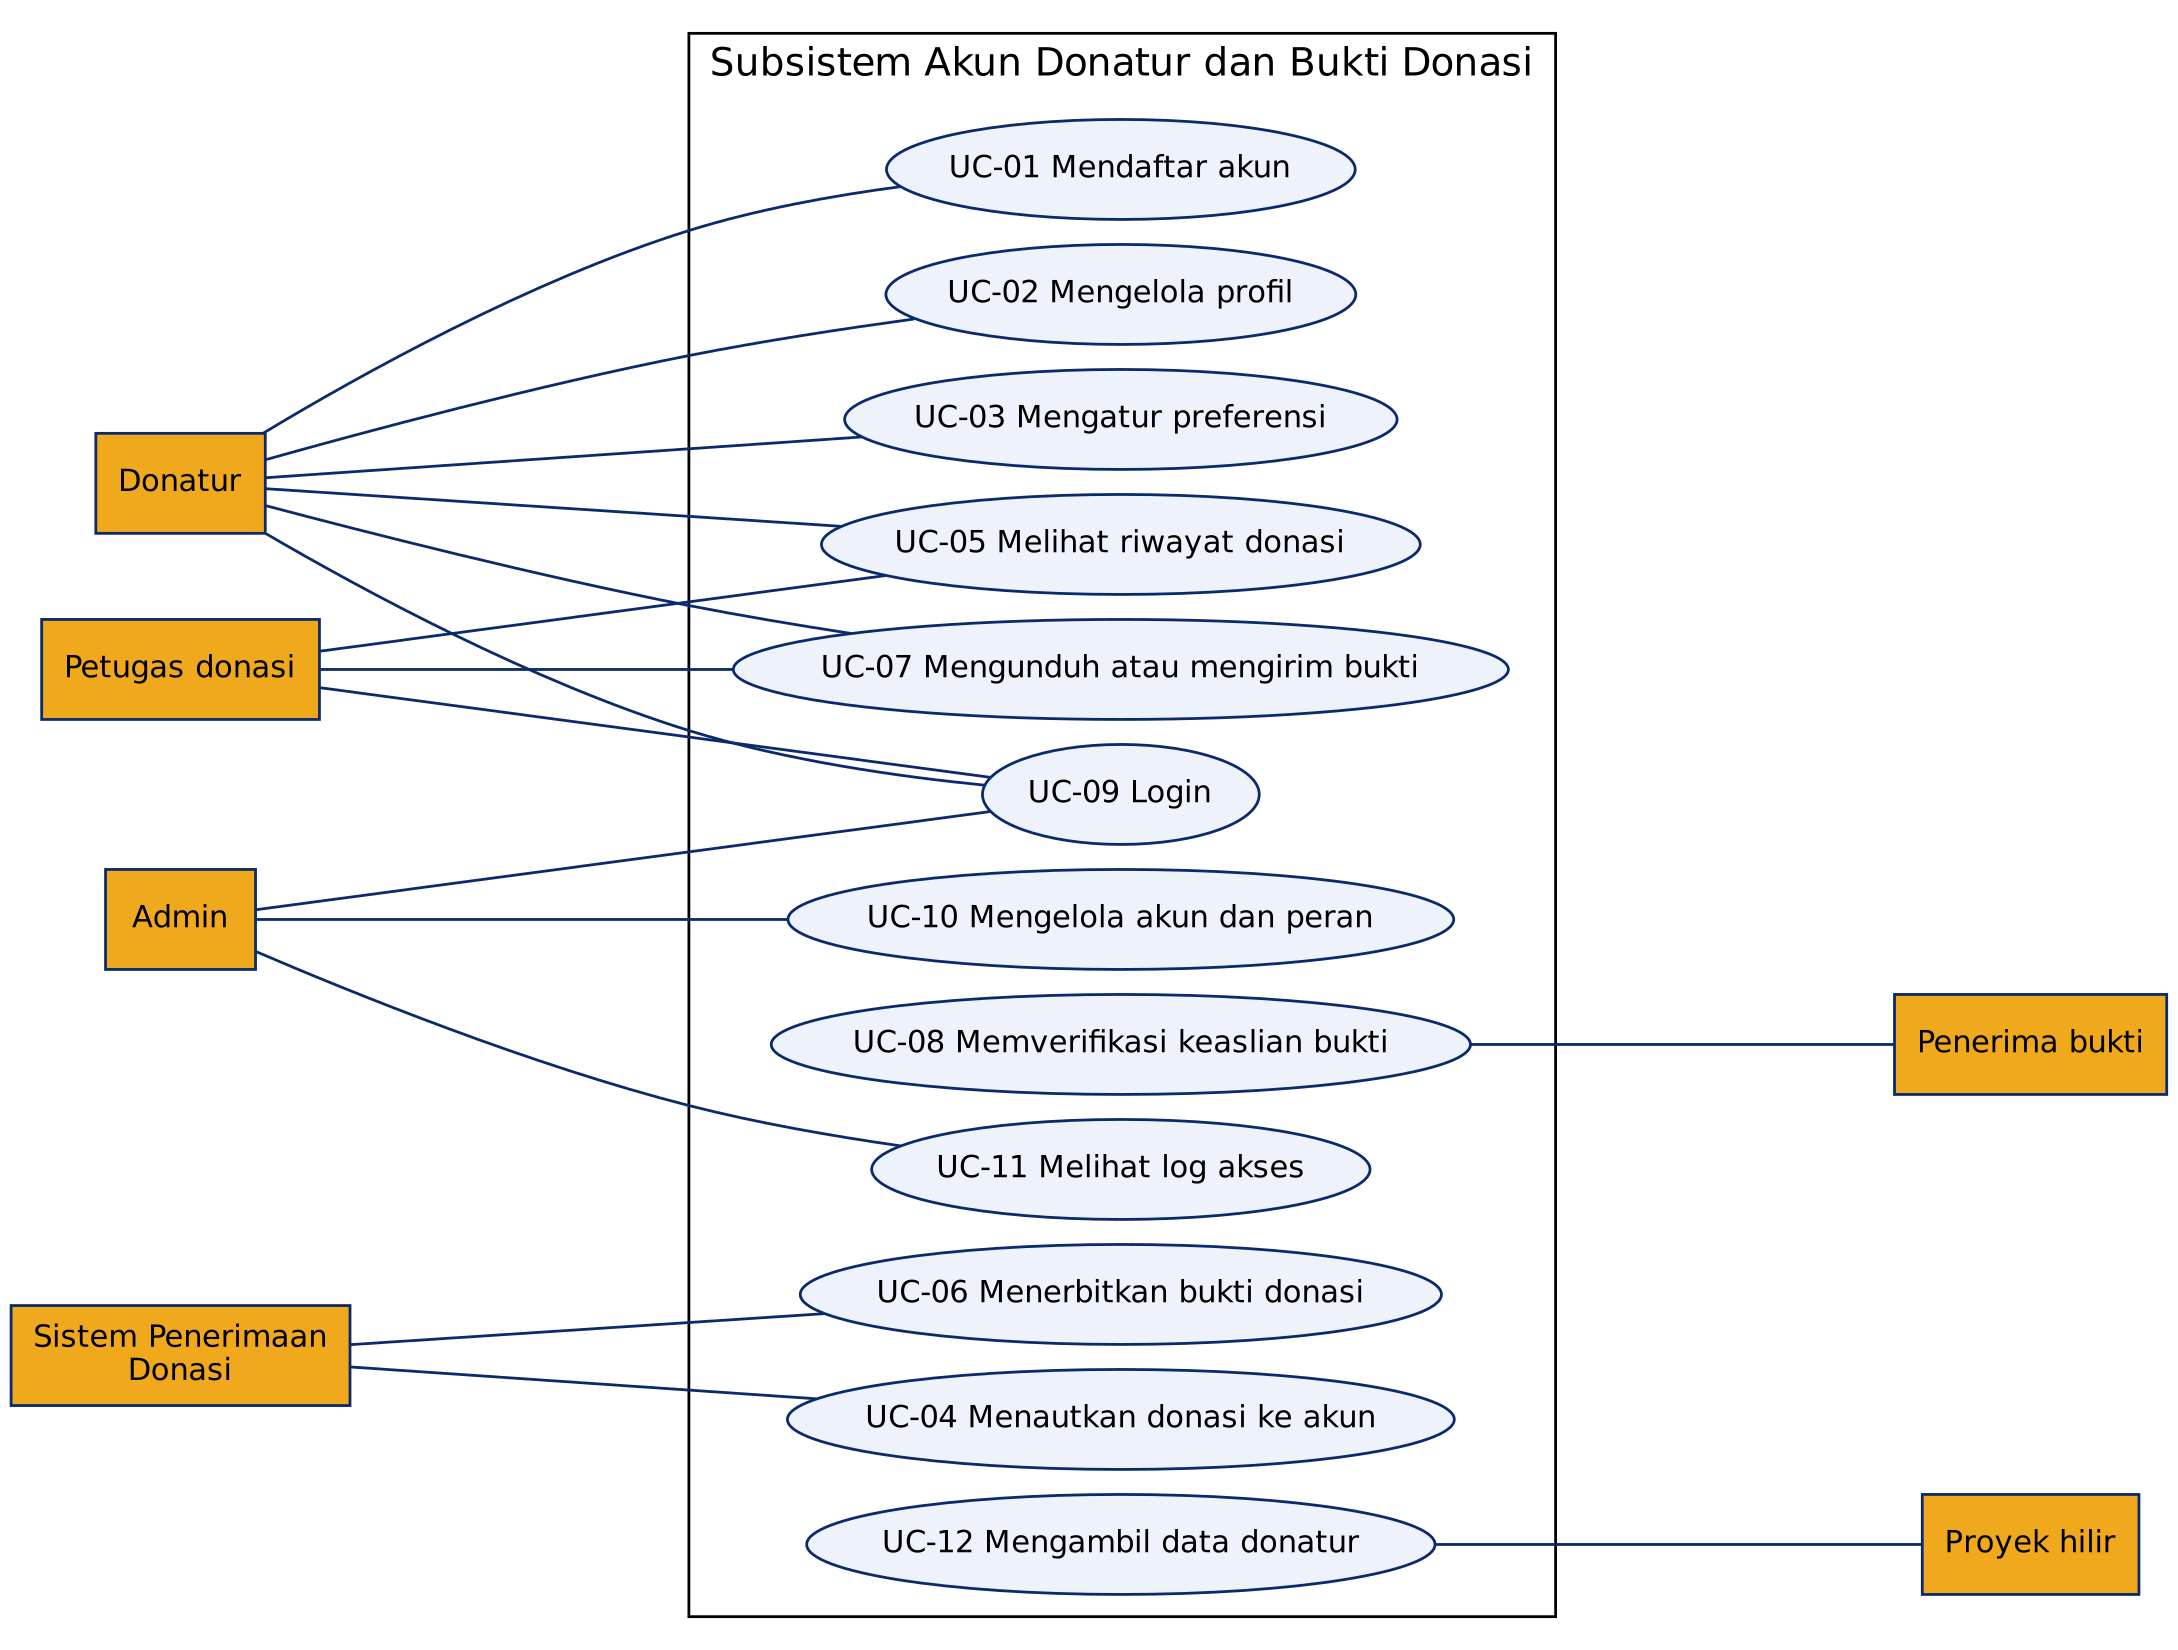 Subsistem Akun Donatur dan Bukti Donasi
UC-01 Mendaftar akun
UC-02 Mengelola profil
UC-03 Mengatur preferensi
Donatur
UC-05 Melihat riwayat donasi
Petugas donasi
UC-07 Mengunduh atau mengirim bukti
UC-09 Login
Admin
UC-10 Mengelola akun dan peran
UC-08 Memverifikasi keaslian bukti
Penerima bukti
UC-11 Melihat log akses
UC-06 Menerbitkan bukti donasi
Sistem Penerimaan
Donasi
UC-04 Menautkan donasi ke akun
UC-12 Mengambil data donatur
Proyek hilir